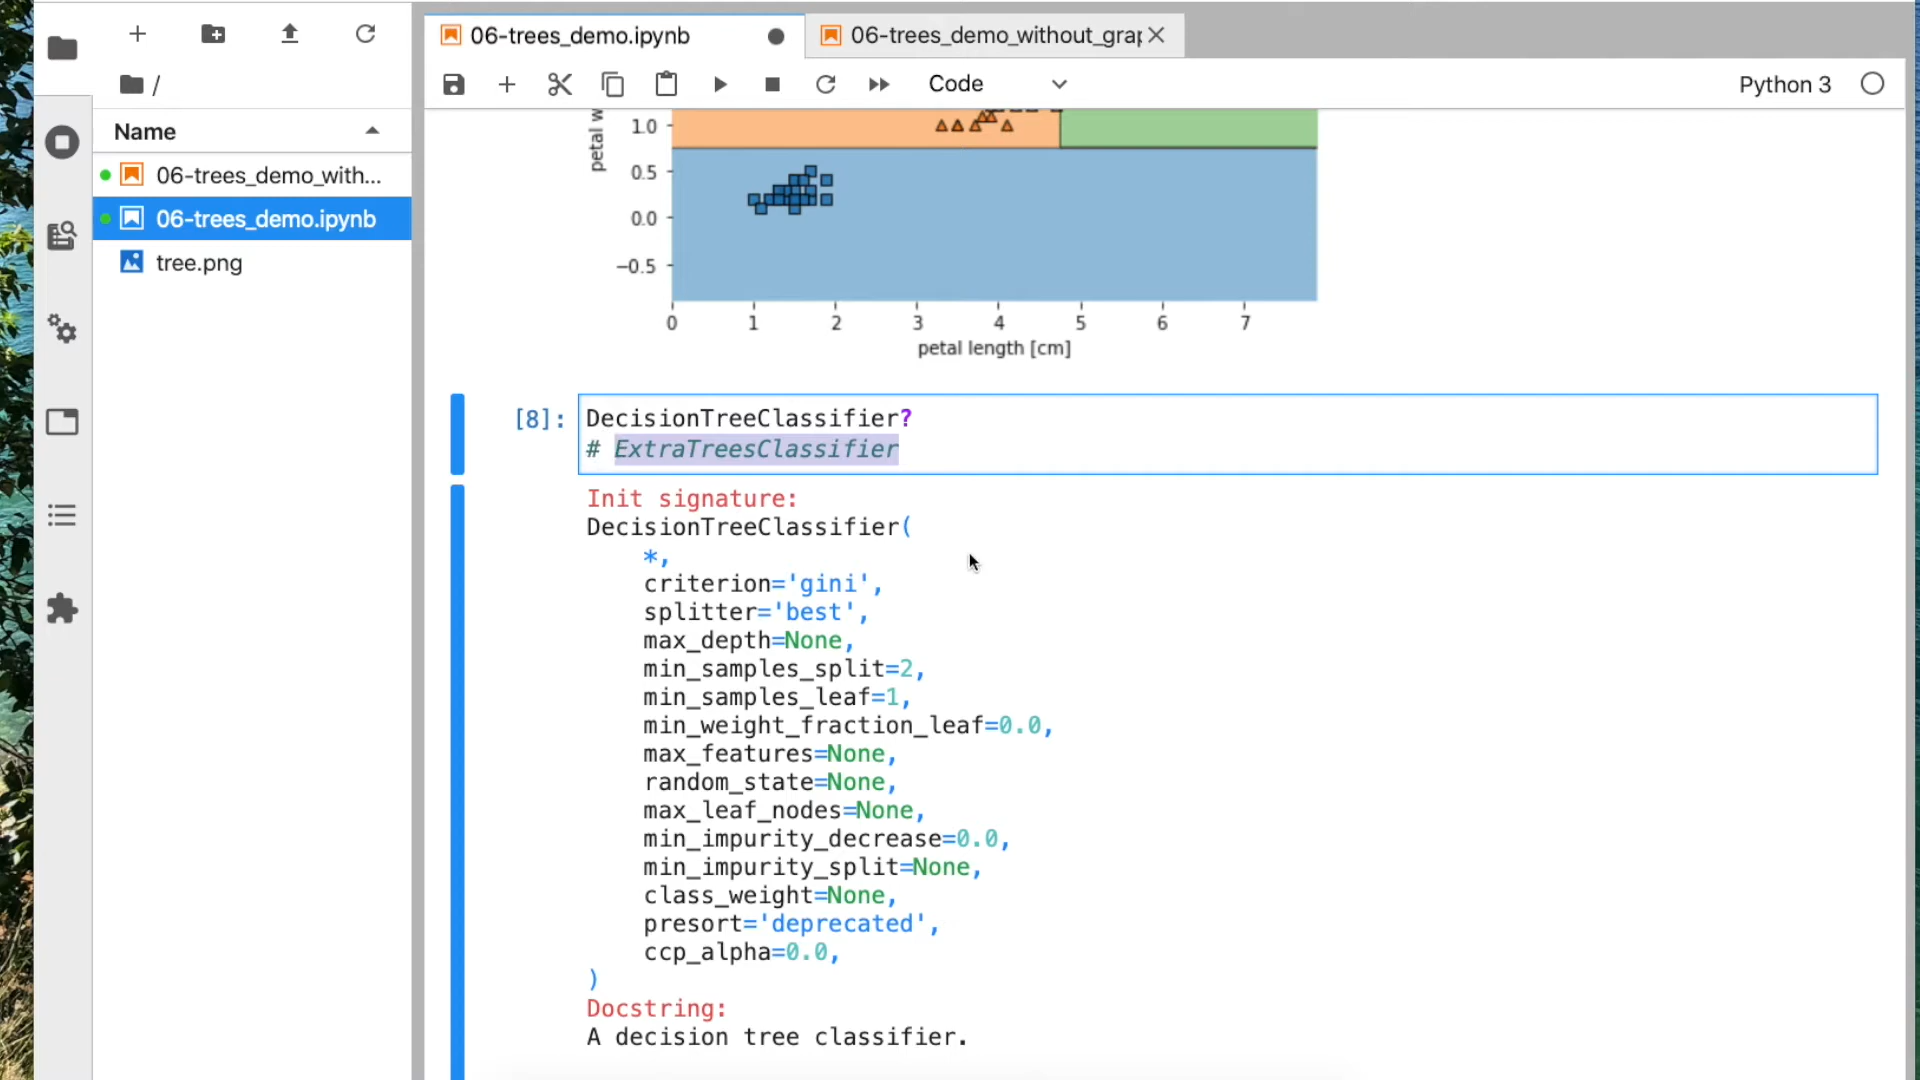 06-trees_demo.ipynb
06-trees_demo_without_grap
/
Code
Python 3
Name
06-trees_demo_with...
06-trees_demo.ipynb
tree.png
petal w
1.0
0.5
0.0
−0.5
0 1 2 3 4 5 6 7
petal length [cm]
[8]:
DecisionTreeClassifier?
# ExtraTreesClassifier
Init signature:
DecisionTreeClassifier(
*,
criterion='gini',
splitter='best',
max_depth=None,
min_samples_split=2,
min_samples_leaf=1,
min_weight_fraction_leaf=0.0,
max_features=None,
random_state=None,
max_leaf_nodes=None,
min_impurity_decrease=0.0,
min_impurity_split=None,
class_weight=None,
presort='deprecated',
ccp_alpha=0.0,
)
Docstring:
A decision tree classifier.